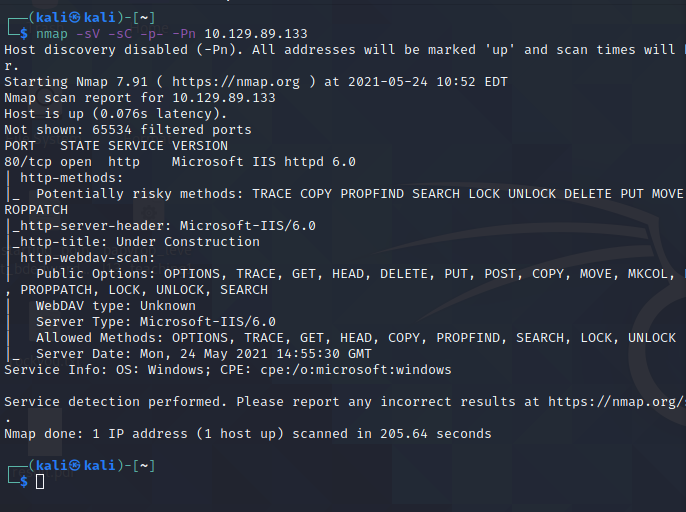 ┌──(kali㉿kali)-[~]
└─$ nmap -sV -sC -p- -Pn 10.129.89.133
Host discovery disabled (-Pn). All addresses will be marked 'up' and scan times will
r.
Starting Nmap 7.91 ( https://nmap.org ) at 2021-05-24 10:52 EDT
Nmap scan report for 10.129.89.133
Host is up (0.076s latency).
Not shown: 65534 filtered ports
PORT   STATE SERVICE VERSION
80/tcp open  http    Microsoft IIS httpd 6.0
| http-methods:
|_  Potentially risky methods: TRACE COPY PROPFIND SEARCH LOCK UNLOCK DELETE PUT MOVE
ROPPATCH
|_http-server-header: Microsoft-IIS/6.0
|_http-title: Under Construction
| http-webdav-scan:
|   Public Options: OPTIONS, TRACE, GET, HEAD, DELETE, PUT, POST, COPY, MOVE, MKCOL,
, PROPPATCH, LOCK, UNLOCK, SEARCH
|   WebDAV type: Unknown
|   Server Type: Microsoft-IIS/6.0
|   Allowed Methods: OPTIONS, TRACE, GET, HEAD, COPY, PROPFIND, SEARCH, LOCK, UNLOCK
|_  Server Date: Mon, 24 May 2021 14:55:30 GMT
Service Info: OS: Windows; CPE: cpe:/o:microsoft:windows
Service detection performed. Please report any incorrect results at https://nmap.org/
.
Nmap done: 1 IP address (1 host up) scanned in 205.64 seconds
┌──(kali㉿kali)-[~]
└─$